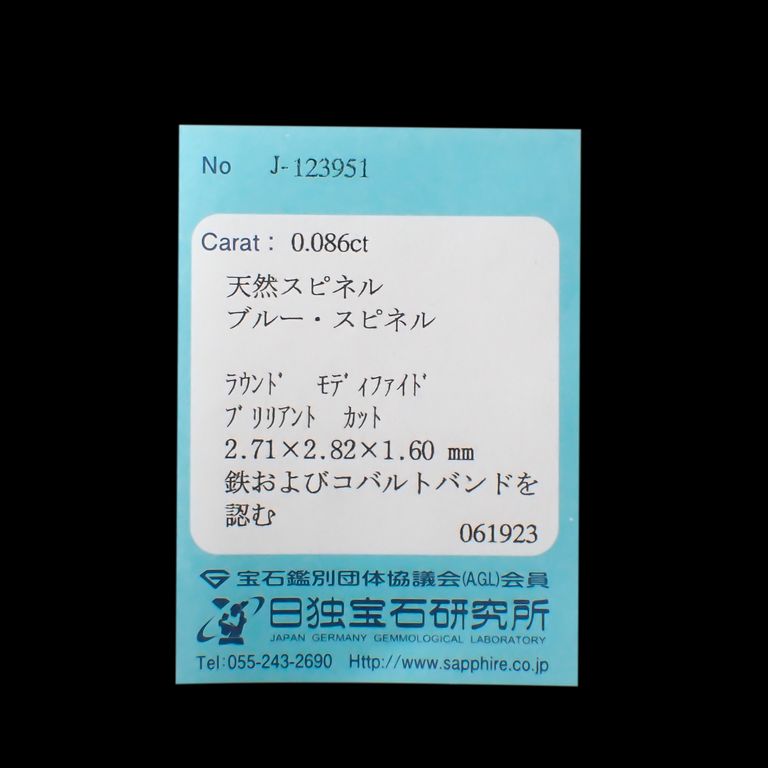 No J-123951
Carat： 0.086ct
天然スピネル
ブルー・スピネル
ﾗｳﾝﾄﾞ ﾓﾃﾞｨﾌｧｲﾄﾞ
ﾌﾞﾘﾘｱﾝﾄ ｶｯﾄ
2.71×2.82×1.60 mm
鉄およびコバルトバンドを
認む
061923
宝石鑑別団体協議会(A.G.L)会員
日独宝石研究所
JAPAN GERMANY GEMMOLOGICAL LABORATORY
Tel:055-243-2690 Http://www.sapphire.co.jp